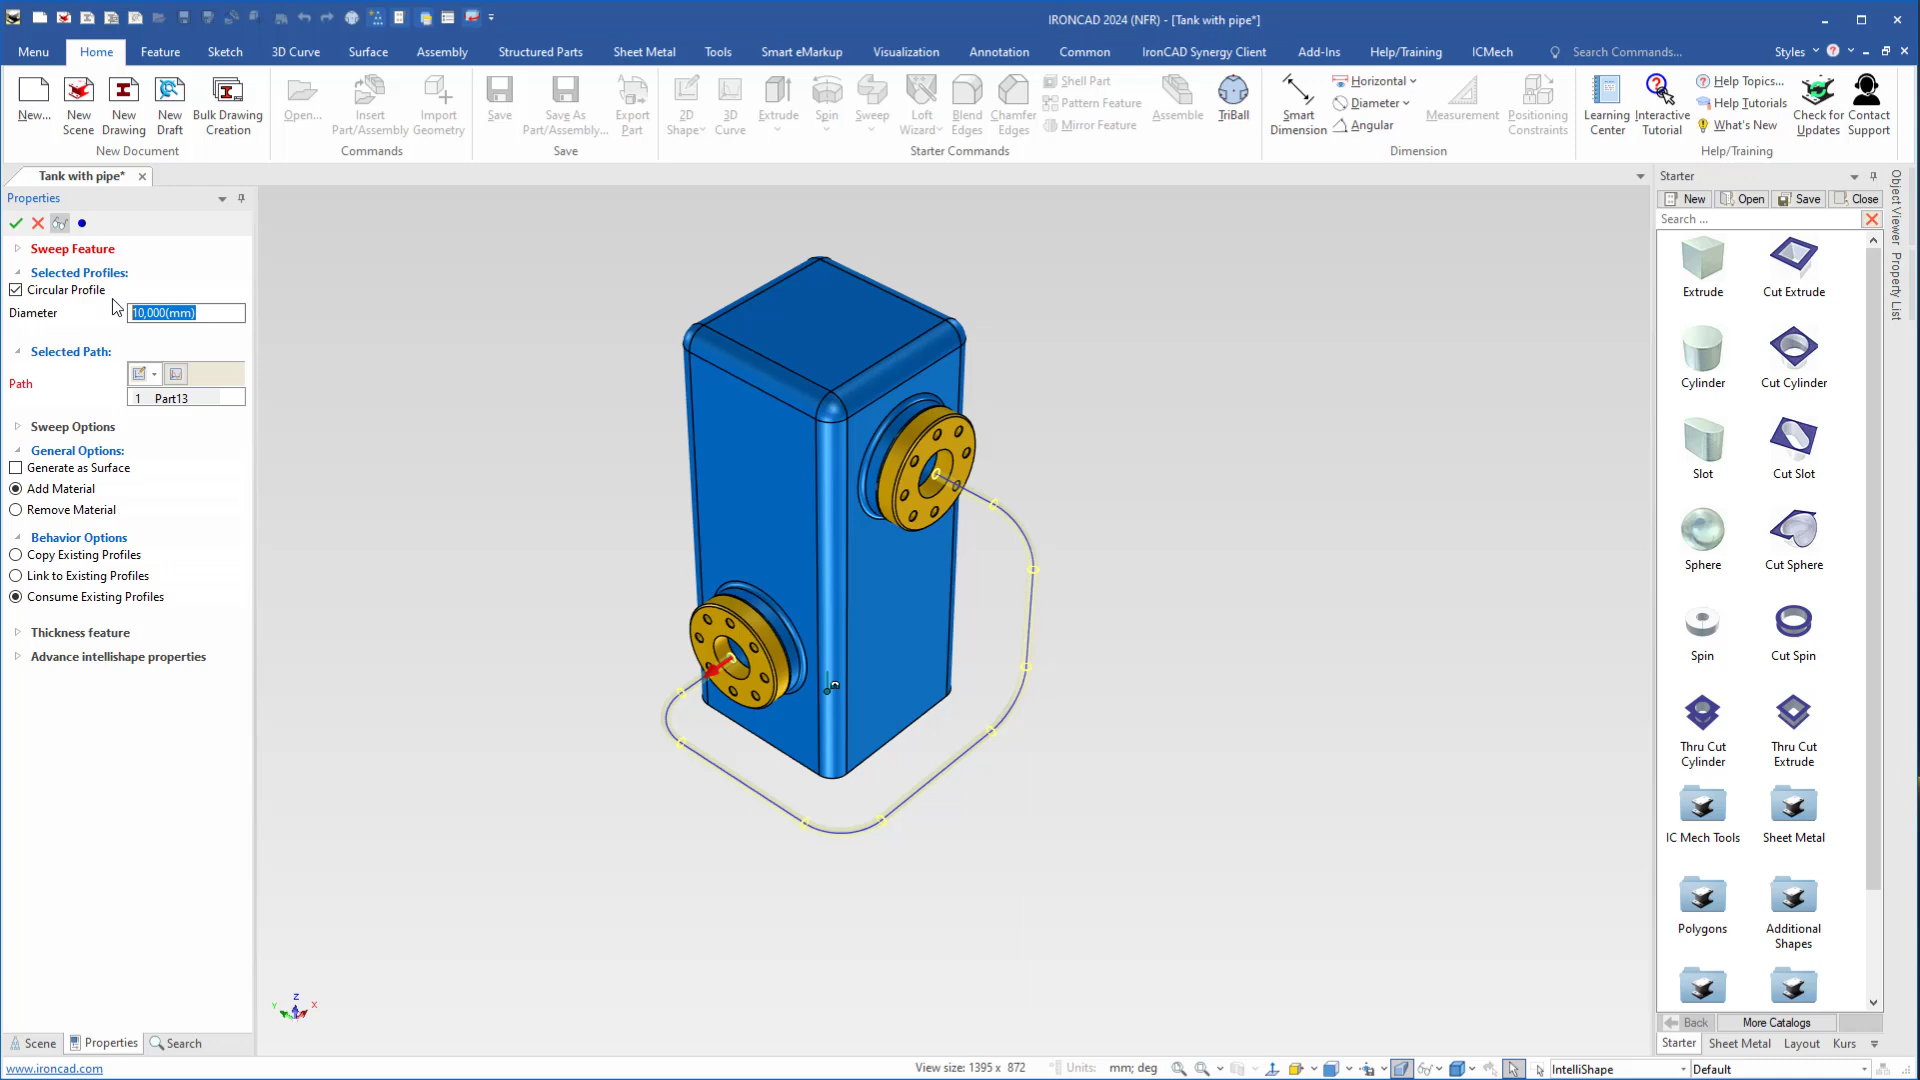 IRONCAD 2024 (NFR) - [Tank with pipe*]
Menu Home Feature Sketch 3D Curve Surface Assembly Structured Parts Sheet Metal Tools Smart eMarkup Visualization Annotation Common IronCAD Synergy Client Add-Ins Help/Training ICMech Search Commands... Styles
New... New Scene New Drawing New Draft Bulk Drawing Creation
New Document
Open... Insert Part/Assembly Import Geometry
Commands
Save Save As Part/Assembly... Export Part
Save
2D Shape 3D Curve Extrude Spin Sweep Loft Wizard Blend Edges Chamfer Edges Shell Part Pattern Feature Mirror Feature Assemble TriBall
Starter Commands
Smart Dimension Horizontal Diameter Angular Measurement Positioning Constraints
Dimension
Learning Center Interactive Tutorial Help Topics... Help Tutorials What's New Check for Updates Contact Support
Help/Training
Tank with pipe*
Properties
Sweep Feature
Selected Profiles:
Circular Profile
Diameter 10,000(mm)
Selected Path:
Path
1 Part13
Sweep Options
General Options:
Generate as Surface
Add Material
Remove Material
Behavior Options
Copy Existing Profiles
Link to Existing Profiles
Consume Existing Profiles
Thickness feature
Advance intellishape properties
Z
Y X
Scene Properties Search
Starter
New Open Save Close
Search ...
Extrude Cut Extrude
Cylinder Cut Cylinder
Slot Cut Slot
Sphere Cut Sphere
Spin Cut Spin
Thru Cut Cylinder Thru Cut Extrude
IC Mech Tools Sheet Metal
Polygons Additional Shapes
Back More Catalogs
Starter Sheet Metal Layout Kurs
Object Viewer
Property List
www.ironcad.com
View size: 1395 x 872 Units: mm; deg IntelliShape Default